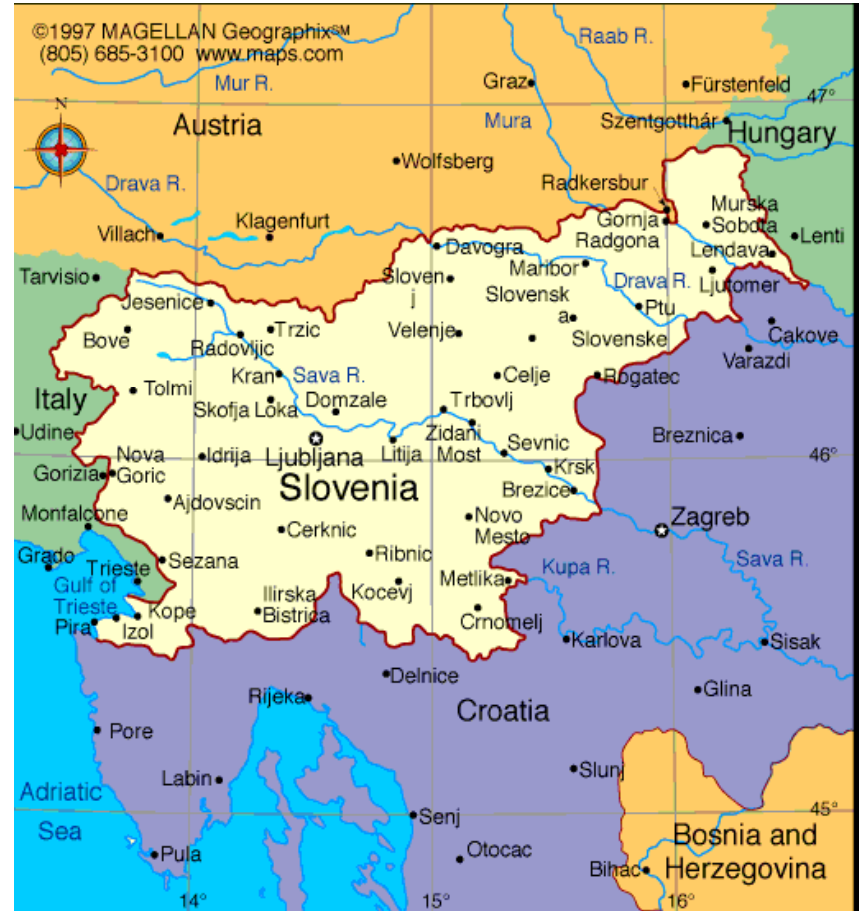 ©1997 MAGELLAN Geographix℠
(805) 685-3100 www.maps.com
Raab R.
Mur R.
Graz
Fürstenfeld
47°
N
Austria
Mura
Szentgotthár
Hungary
Wolfsberg
Drava R.
Radkersbur
Murska
Sobota
Villach
Klagenfurt
Gornja
Radgona
Lenti
Davogra
Lendava
Tarvisio
Sloven
j
Maribor
Drava R.
Ljutomer
Jesenice
Slovensk
a
Ptu
Bove
Radovljic
Trzic
Velenje
Slovenske
Cakove
Varazdi
Kran
Sava R.
Celje
Rogatec
Italy
Tolmi
Skofja Loka
Domzale
Trbovlj
Udine
Nova
Goric
Idrija
Ljubljana
Litija
Zidani
Most
Sevnic
Breznica
46°
Gorizia
Slovenia
Krsk
Ajdovscin
Brezice
Monfalcone
Cerknic
Novo
Mesto
Zagreb
Grado
Trieste
Sezana
Ribnic
Kupa R.
Sava R.
Gulf of
Trieste
Kocevj
Metlika
Pira
Izol
Kope
Ilirska
Bistrica
Crnomelj
Karlova
Sisak
Delnice
Rijeka
Croatia
Glina
Pore
Labin
Slunj
Adriatic
Sea
Senj
45°
Pula
Otocac
Bosnia and
Herzegovina
Bihac
14°
15°
16°